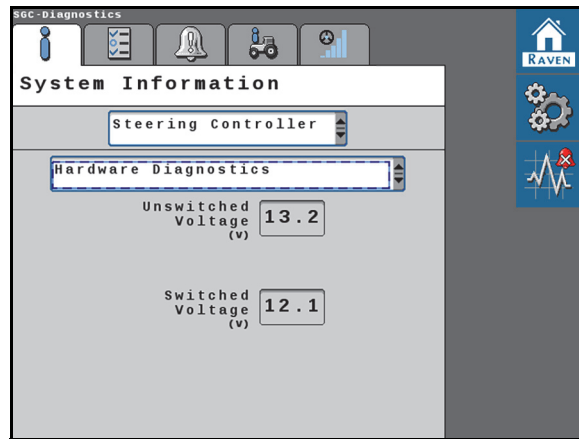 SGC-Diagnostics
RAVEN
System Information
Steering Controller
Hardware Diagnostics
Unswitched
Voltage
(V)
13.2
Switched
Voltage
(V)
12.1